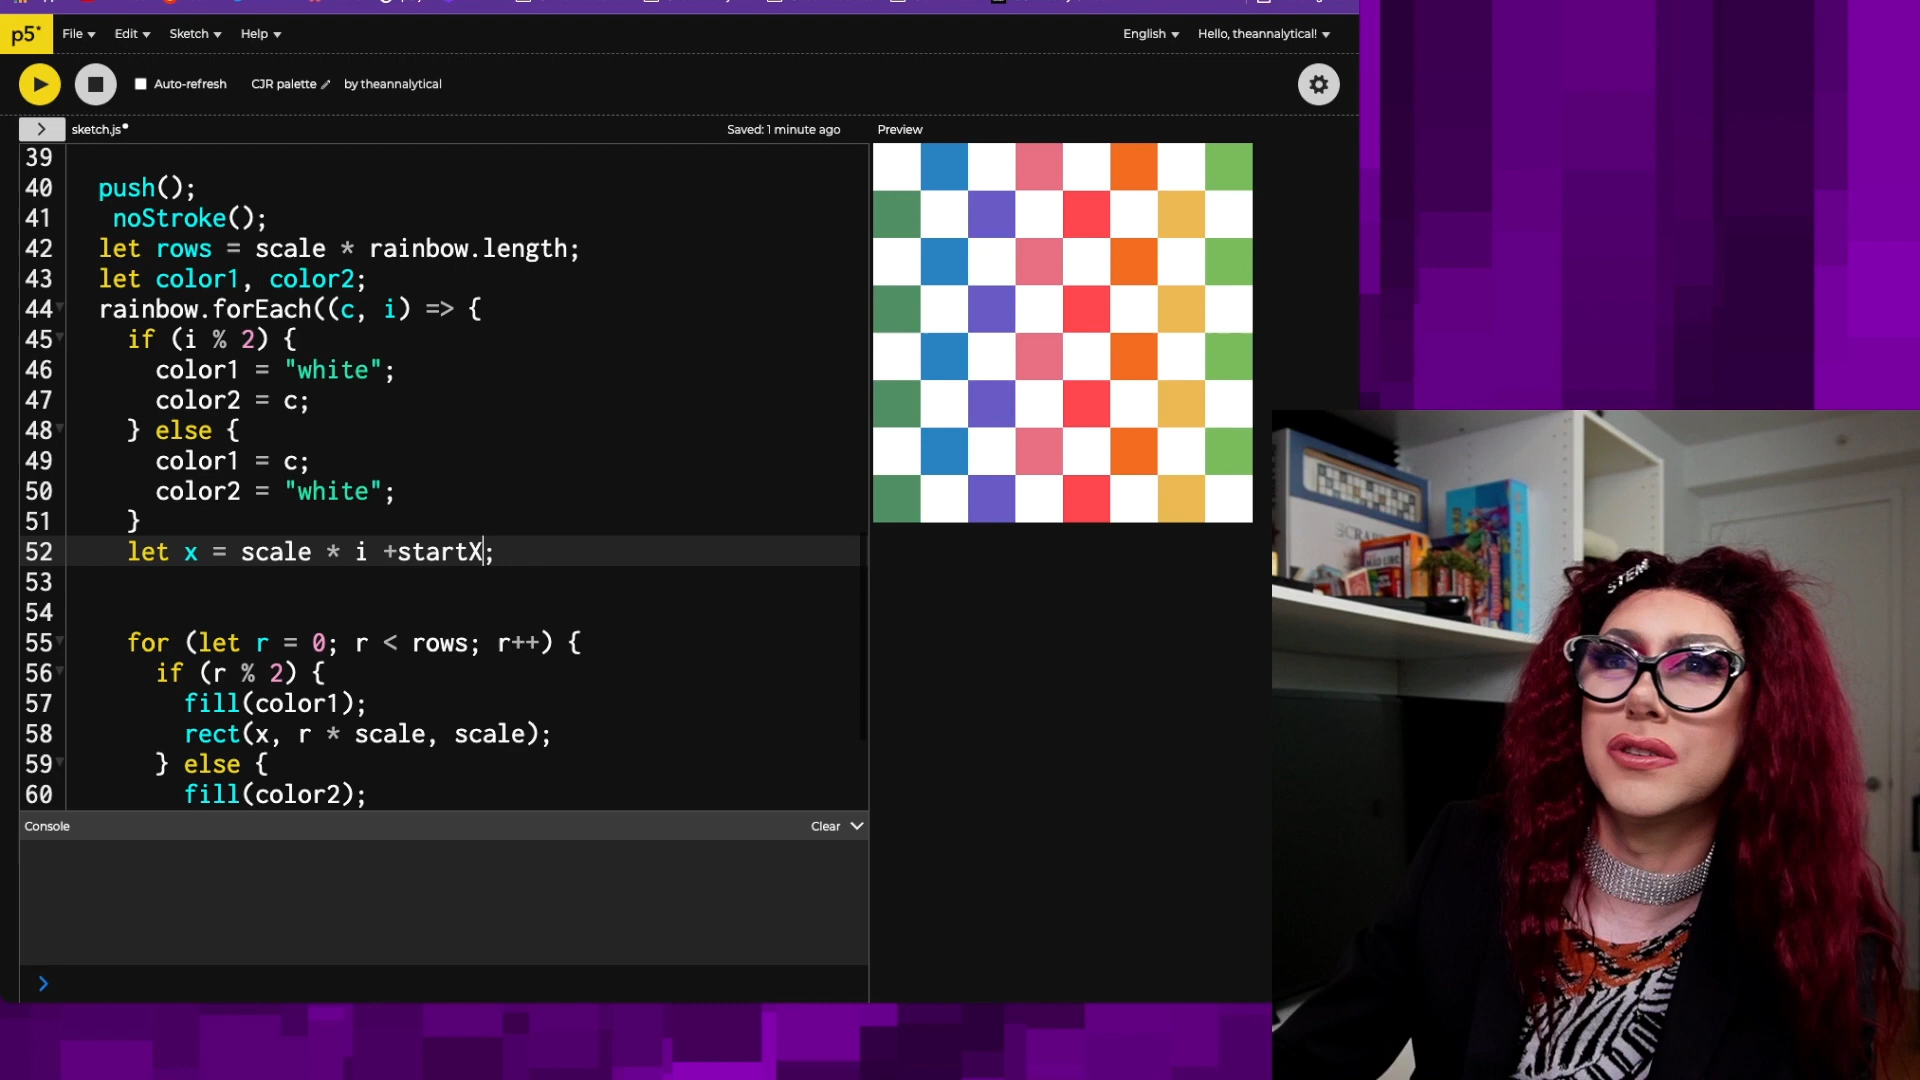 p5*
File
Edit
Sketch
Help
English
Hello, theannalytical!
Auto-refresh
CJR palette
by theannalytical
>
sketch.js
Saved: 1 minute ago
Preview
39
40 push();
41 noStroke();
42 let rows = scale * rainbow.length;
43 let color1, color2;
44 rainbow.forEach((c, i) => {
45 if (i % 2) {
46 color1 = "white";
47 color2 = c;
48 } else {
49 color1 = c;
50 color2 = "white";
51 }
52 let x = scale * i +startX;
53
54
55 for (let r = 0; r < rows; r++) {
56 if (r % 2) {
57 fill(color1);
58 rect(x, r * scale, scale);
59 } else {
60 fill(color2);
Console
Clear
>
STEM